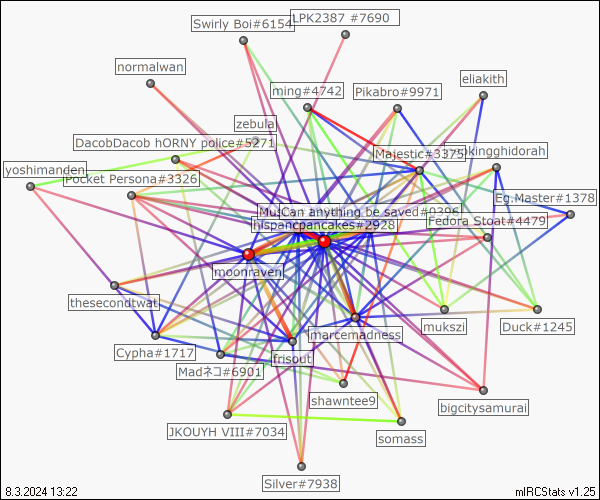 Swirly Boi#6154
LPK2387 #7690
normalwan
eliakith
ming#4742
Pikabro#9971
zebula
DacobDacob hORNY police#5271
Majestic#3375
kingghidorah
yoshimanden
Pocket Persona#3326
Eg.Master#1378
Can anything be saved#0396
Fedora Stoat#4479
hispancpancakes#2928
moonraven
thesecondtwat
mukszi
Duck#1245
marcemadness
Cypha#1717
frisout
Madネコ#6901
shawntee9
bigcitysamurai
JKOUYH VIII#7034
somass
Silver#7938
8.3.2024 13:22
mIRCStats v1.25